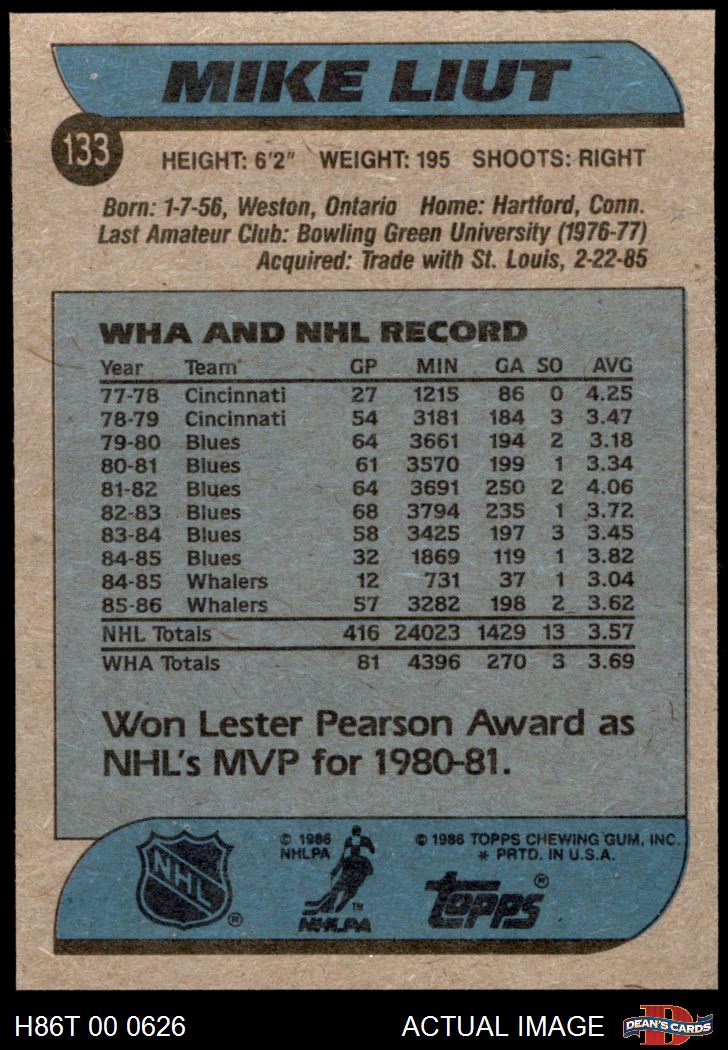 MIKE LIUT
133
HEIGHT: 6'2" WEIGHT: 195 SHOOTS: RIGHT
Born: 1-7-56, Weston, Ontario Home: Hartford, Conn.
Last Amateur Club: Bowling Green University (1976-77)
Acquired: Trade with St. Louis, 2-22-85
WHA AND NHL RECORD
Year Team GP MIN GA SO AVG
77-78 Cincinnati 27 1215 86 0 4.25
78-79 Cincinnati 54 3181 184 3 3.47
79-80 Blues 64 3661 194 2 3.18
80-81 Blues 61 3570 199 1 3.34
81-82 Blues 64 3691 250 2 4.06
82-83 Blues 68 3794 235 1 3.72
83-84 Blues 58 3425 197 3 3.45
84-85 Blues 32 1869 119 1 3.82
84-85 Whalers 12 731 37 1 3.04
85-86 Whalers 57 3282 198 2 3.62
NHL Totals 416 24023 1429 13 3.57
WHA Totals 81 4396 270 3 3.69
Won Lester Pearson Award as
NHL's MVP for 1980-81.
NHL ®
© 1986
NHLPA
TM
NHLPA
© 1986 TOPPS CHEWING GUM, INC.
* PRTD. IN U.S.A.
Topps ®
H86T 00 0626 ACTUAL IMAGE
D
DEAN'S CARDS